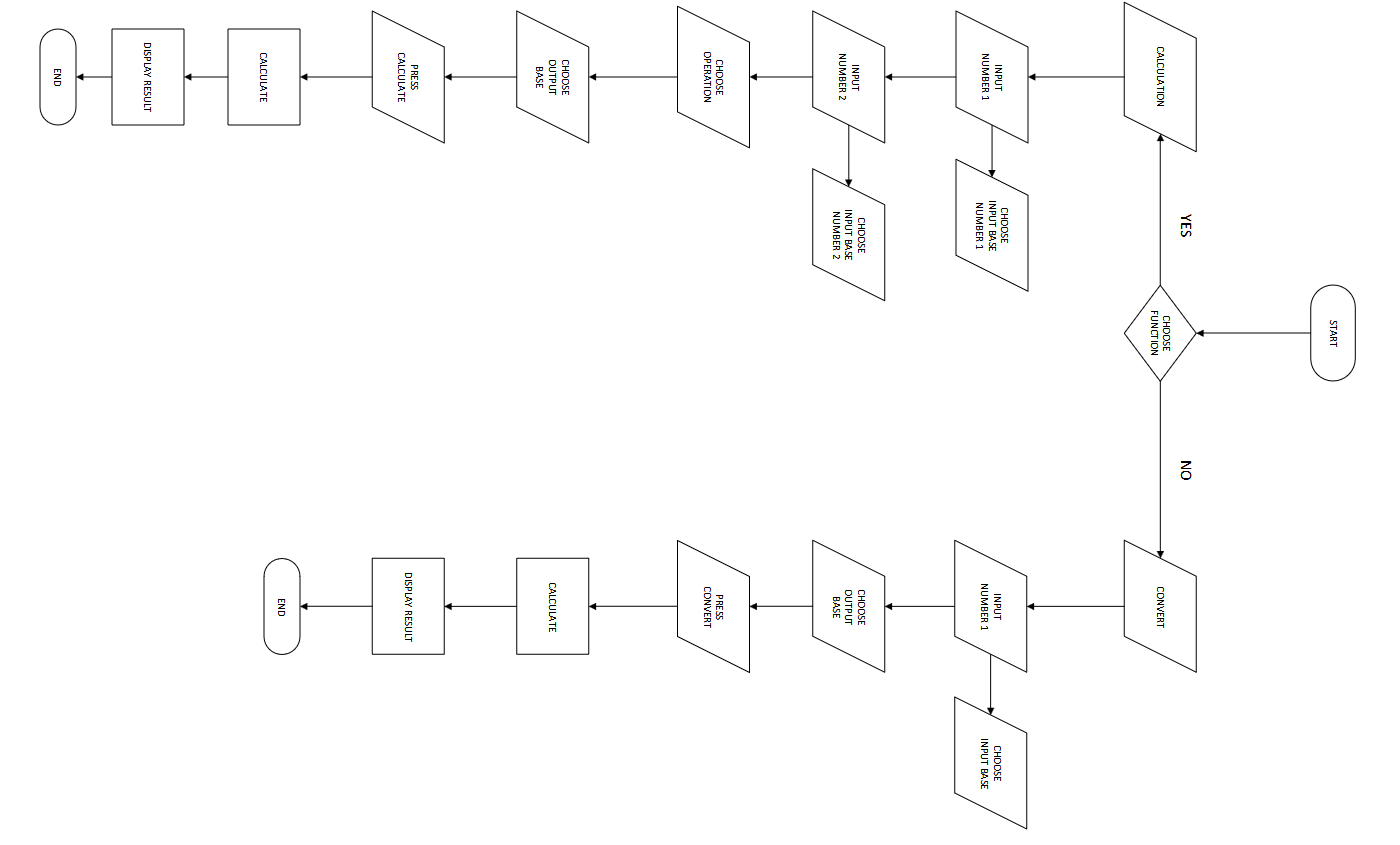 START
CHOOSE
FUNCTION
YES
NO
CALCULATION
INPUT
NUMBER 1
CHOOSE
INPUT BASE
NUMBER 1
INPUT
NUMBER 2
CHOOSE
INPUT BASE
NUMBER 2
CHOOSE
OPERATION
CHOOSE
OUTPUT
BASE
PRESS
CALCULATE
CALCULATE
DISPLAY RESULT
END
CONVERT
INPUT
NUMBER 1
CHOOSE
INPUT BASE
CHOOSE
OUTPUT
BASE
PRESS
CONVERT
CALCULATE
DISPLAY RESULT
END